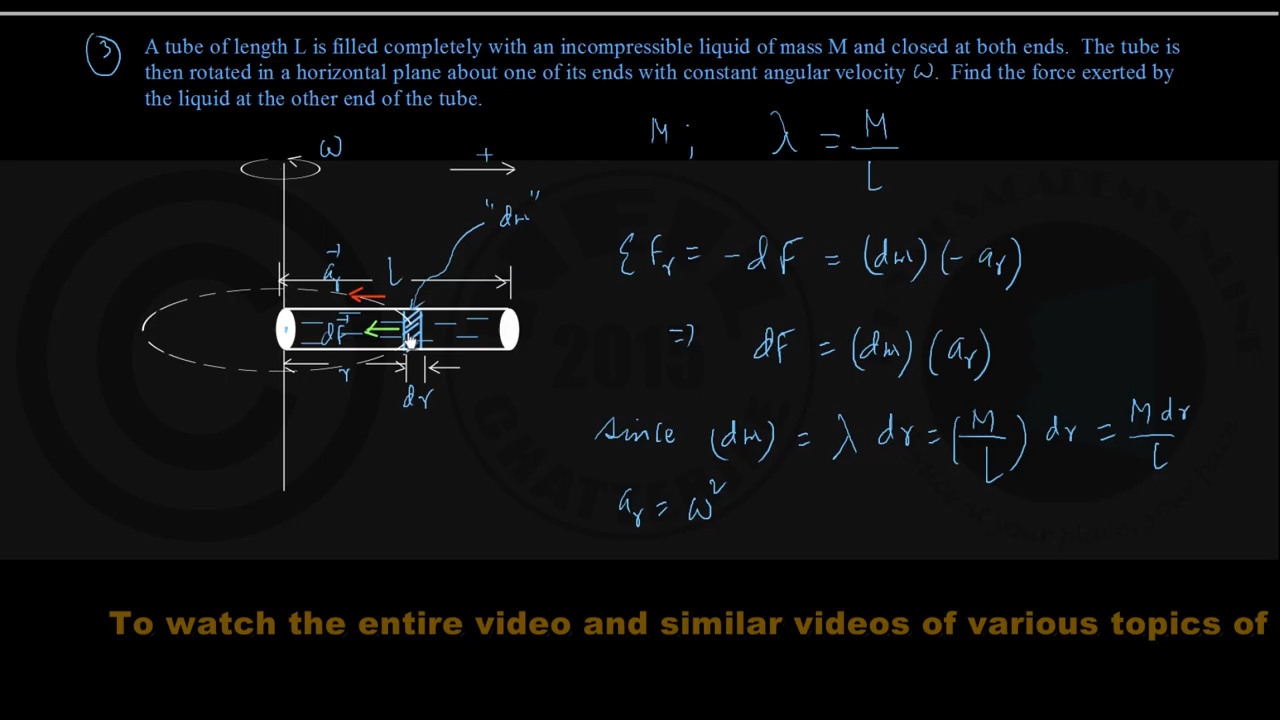 3 A tube of length L is filled completely with an incompressible liquid of mass M and closed at both ends. The tube is
then rotated in a horizontal plane about one of its ends with constant angular velocity ω. Find the force exerted by
the liquid at the other end of the tube.
M ; λ = M/L
ω
+
"dm"
a⃗r L
dF⃗
r
dr
ΣFr = -dF = (dm)(-ar)
⇒ dF = (dm)(ar)
since (dm) = λ dr = (M/L) dr = M dr/L
ar = ω²
2015
CHATTERJEE
To watch the entire video and similar videos of various topics of